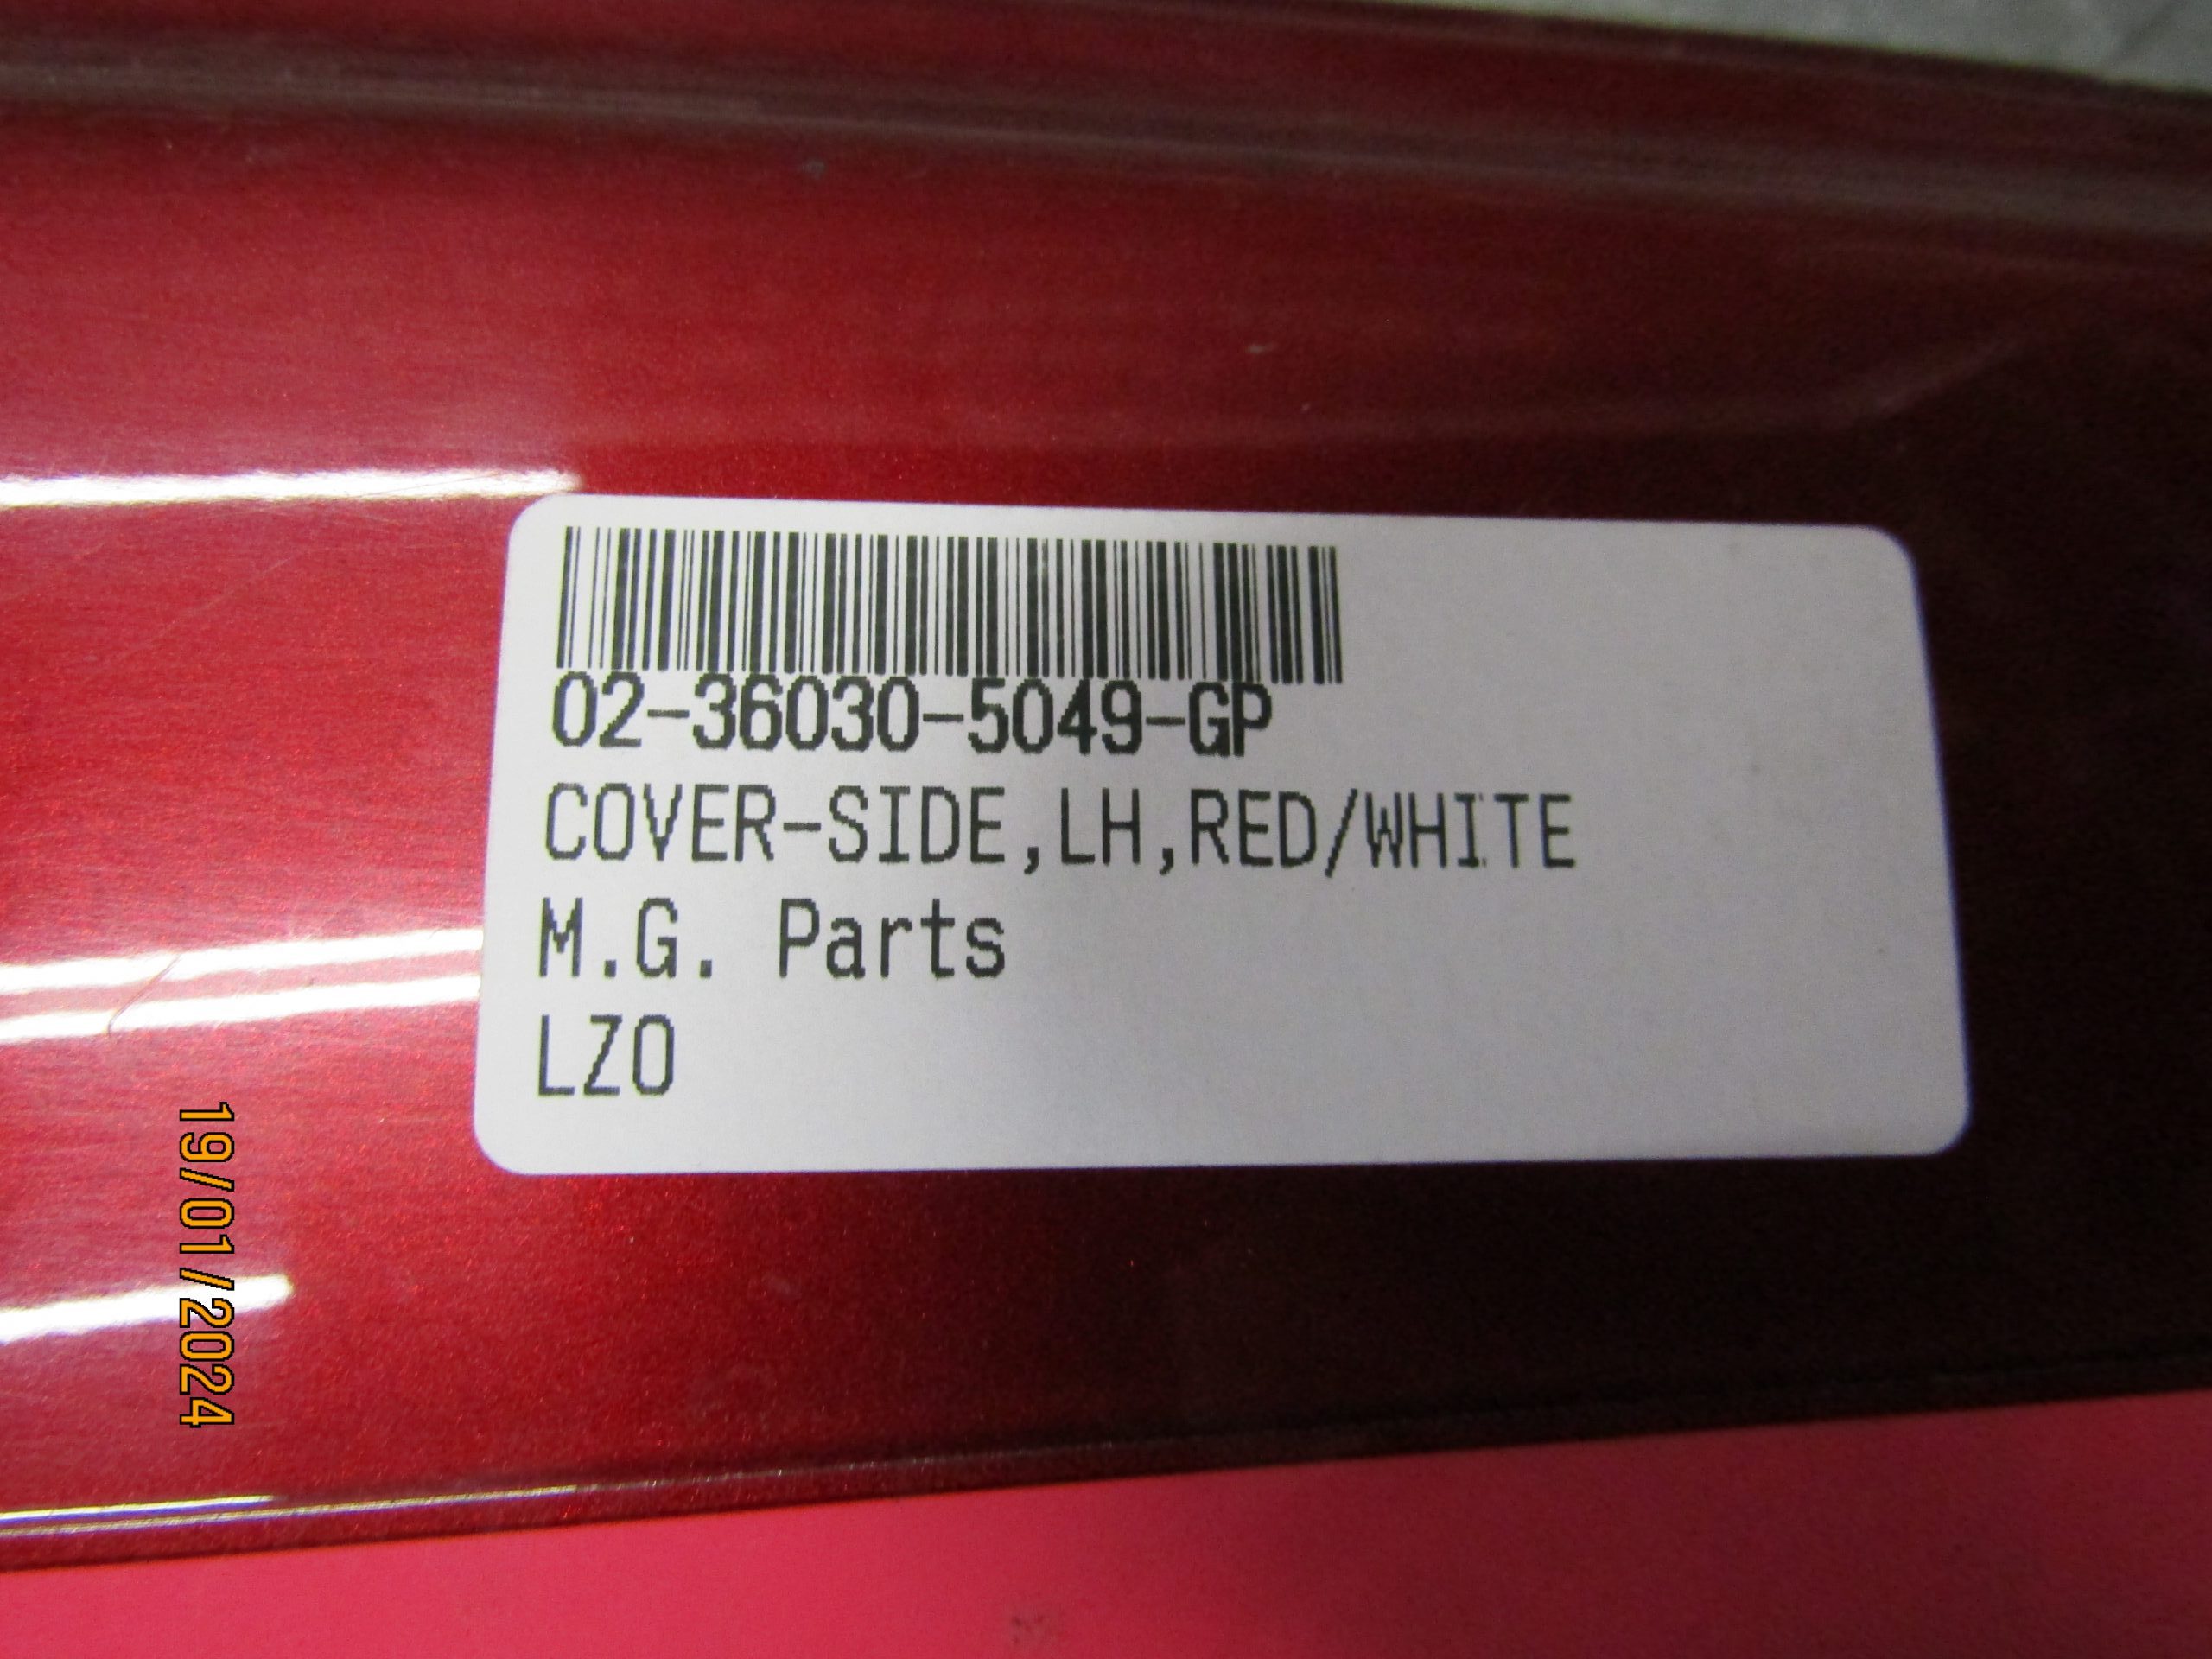 02-36030-5049-GP
COVER-SIDE,LH,RED/WHITE
M.G. Parts
LZO
19/01/2024